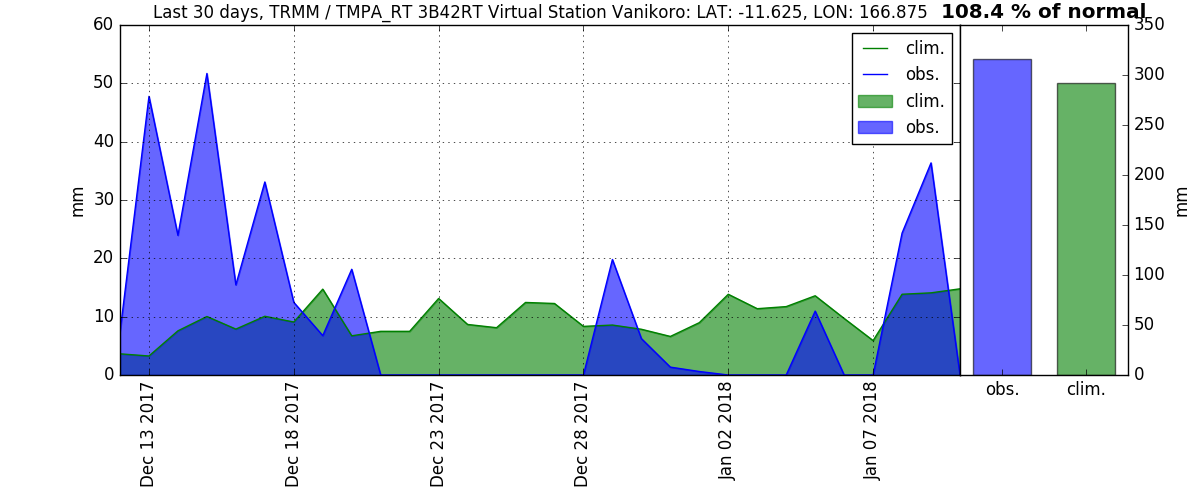 Last 30 days, TRMM / TMPA_RT 3B42RT Virtual Station Vanikoro: LAT: -11.625, LON: 166.875 108.4 % of normal
60
50
40
30
20
10
0
mm
clim.
obs.
clim.
obs.
350
300
250
200
150
100
50
0
mm
obs.
clim.
Dec 13 2017
Dec 18 2017
Dec 23 2017
Dec 28 2017
Jan 02 2018
Jan 07 2018